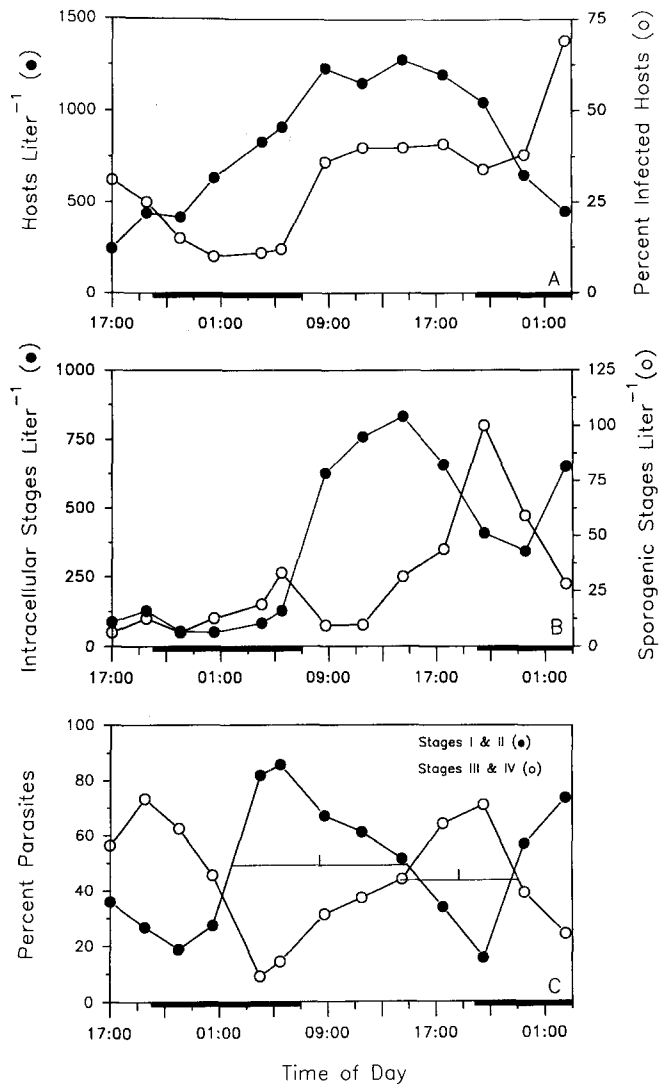 1500
1000
500
0
75
50
25
0
Hosts Liter⁻¹ (●)
Percent Infected Hosts (○)
A
17:00 01:00 09:00 17:00 01:00
1000
750
500
250
0
125
100
75
50
25
0
Intracellular Stages Liter⁻¹ (●)
Sporogenic Stages Liter⁻¹(○)
B
17:00 01:00 09:00 17:00 01:00
100
80
60
40
20
0
Percent Parasites
Stages I & II (●)
Stages III & IV (○)
C
17:00 01:00 09:00 17:00 01:00
Time of Day